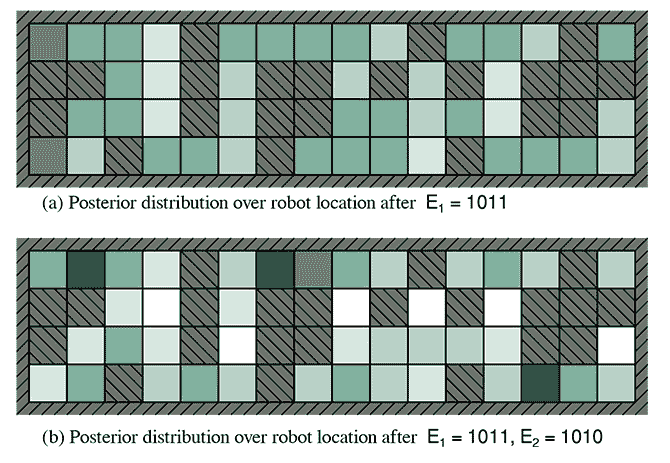 (a) Posterior distribution over robot location after E₁ = 1011
(b) Posterior distribution over robot location after E₁ = 1011, E₂ = 1010